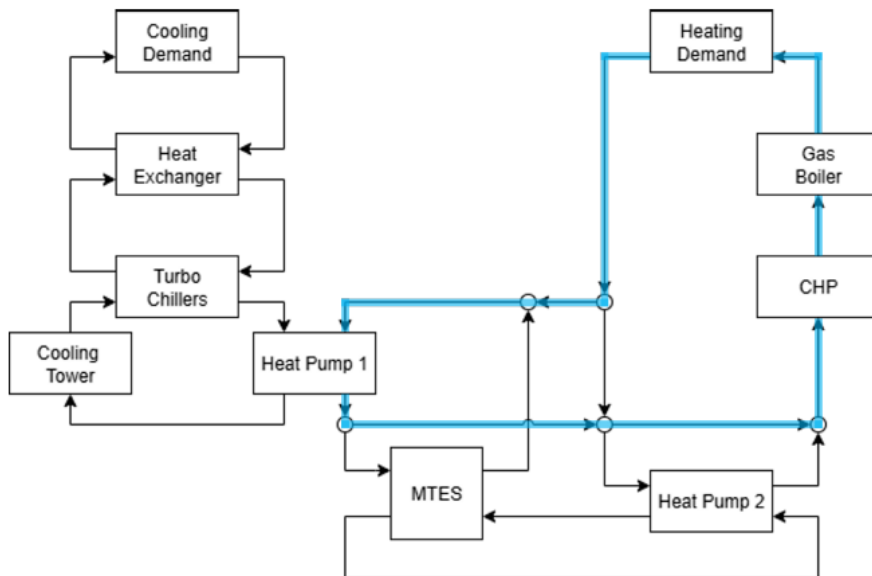 Cooling
Demand
Heating
Demand
Heat
Exchanger
Gas
Boiler
Turbo
Chillers
CHP
Cooling
Tower
Heat Pump 1
MTES
Heat Pump 2